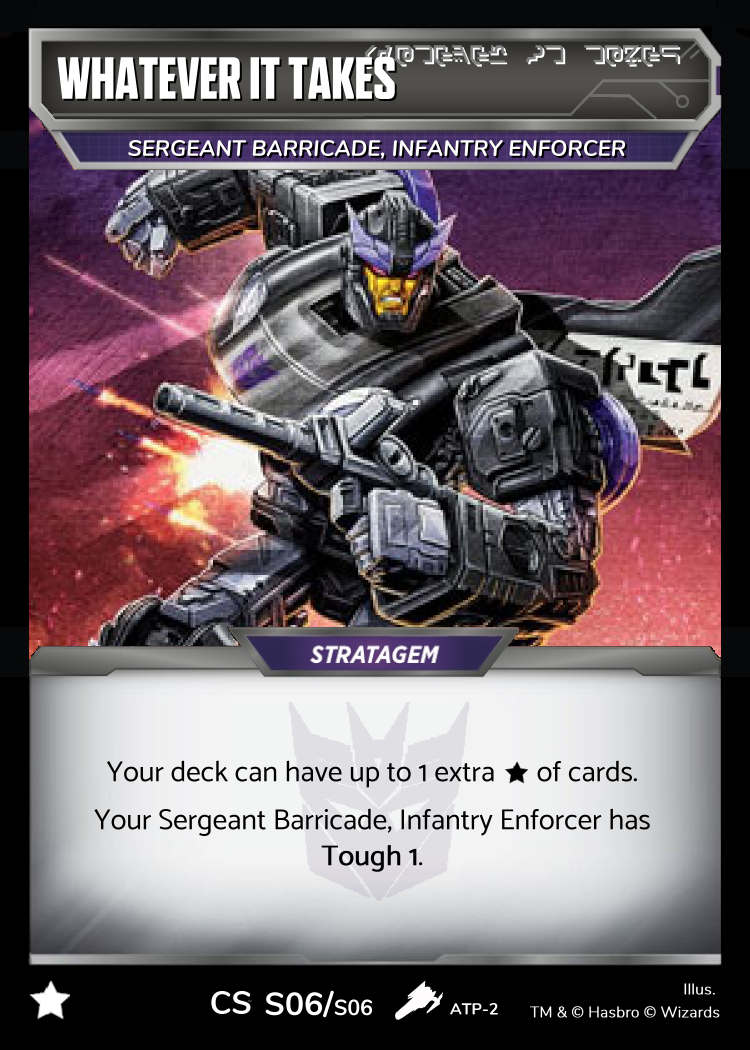 WHATEVER IT TAKES
SERGEANT BARRICADE, INFANTRY ENFORCER
STRATAGEM
Your deck can have up to 1 extra ★ of cards.
Your Sergeant Barricade, Infantry Enforcer has
Tough 1.
CS S06/S06
ATP-2
Illus.
TM & © Hasbro © Wizards